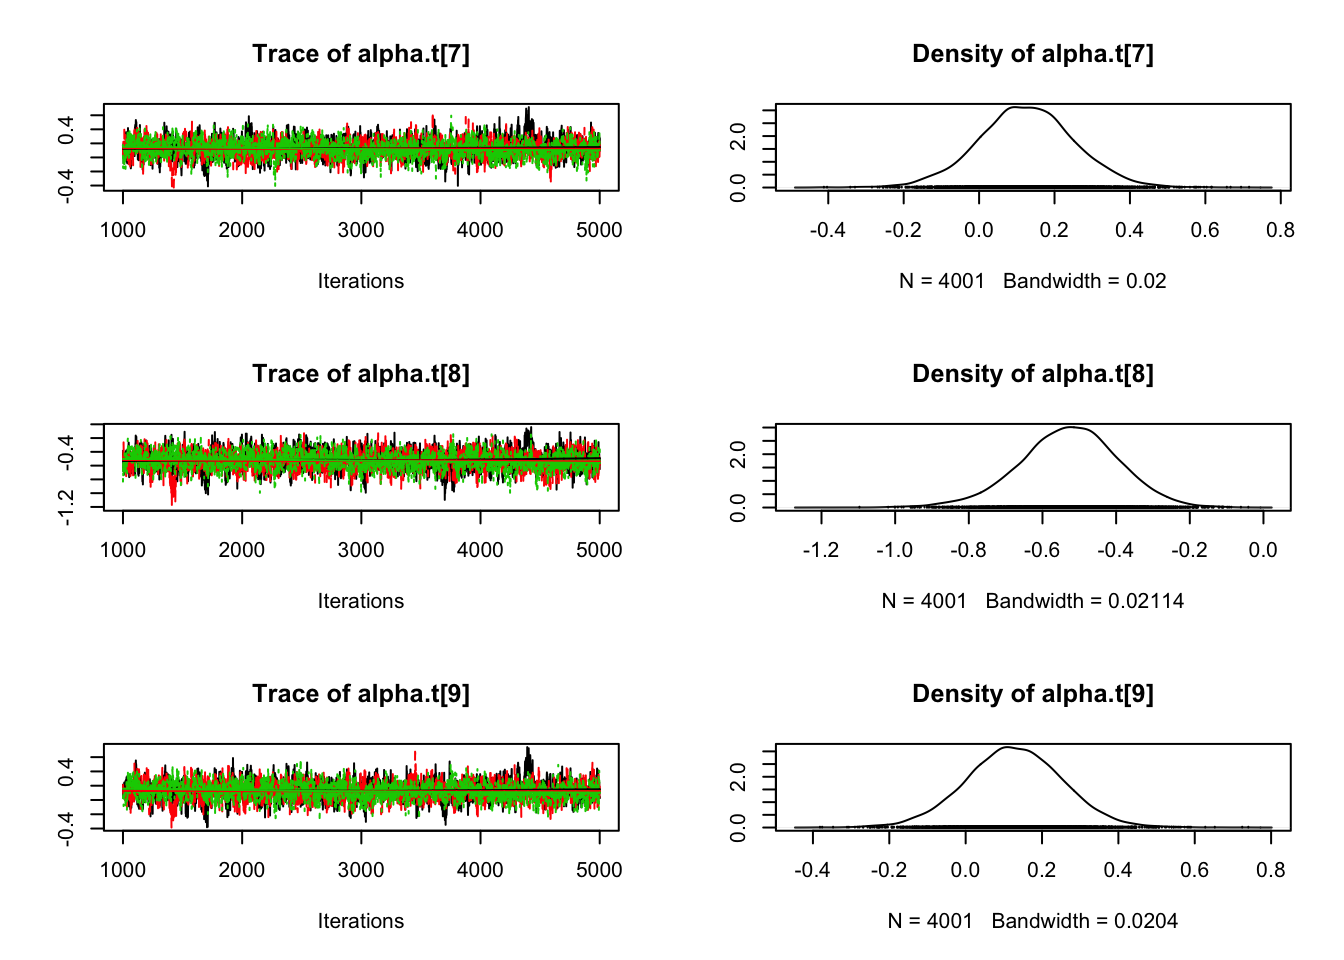 Trace of alpha.t[7]
0.4
-0.4
1000 2000 3000 4000 5000
Iterations
Density of alpha.t[7]
2.0
0.0
-0.4 -0.2 0.0 0.2 0.4 0.6 0.8
N = 4001 Bandwidth = 0.02
Trace of alpha.t[8]
-0.4
-1.2
1000 2000 3000 4000 5000
Iterations
Density of alpha.t[8]
2.0
0.0
-1.2 -1.0 -0.8 -0.6 -0.4 -0.2 0.0
N = 4001 Bandwidth = 0.02114
Trace of alpha.t[9]
0.4
-0.4
1000 2000 3000 4000 5000
Iterations
Density of alpha.t[9]
2.0
0.0
-0.4 -0.2 0.0 0.2 0.4 0.6 0.8
N = 4001 Bandwidth = 0.0204